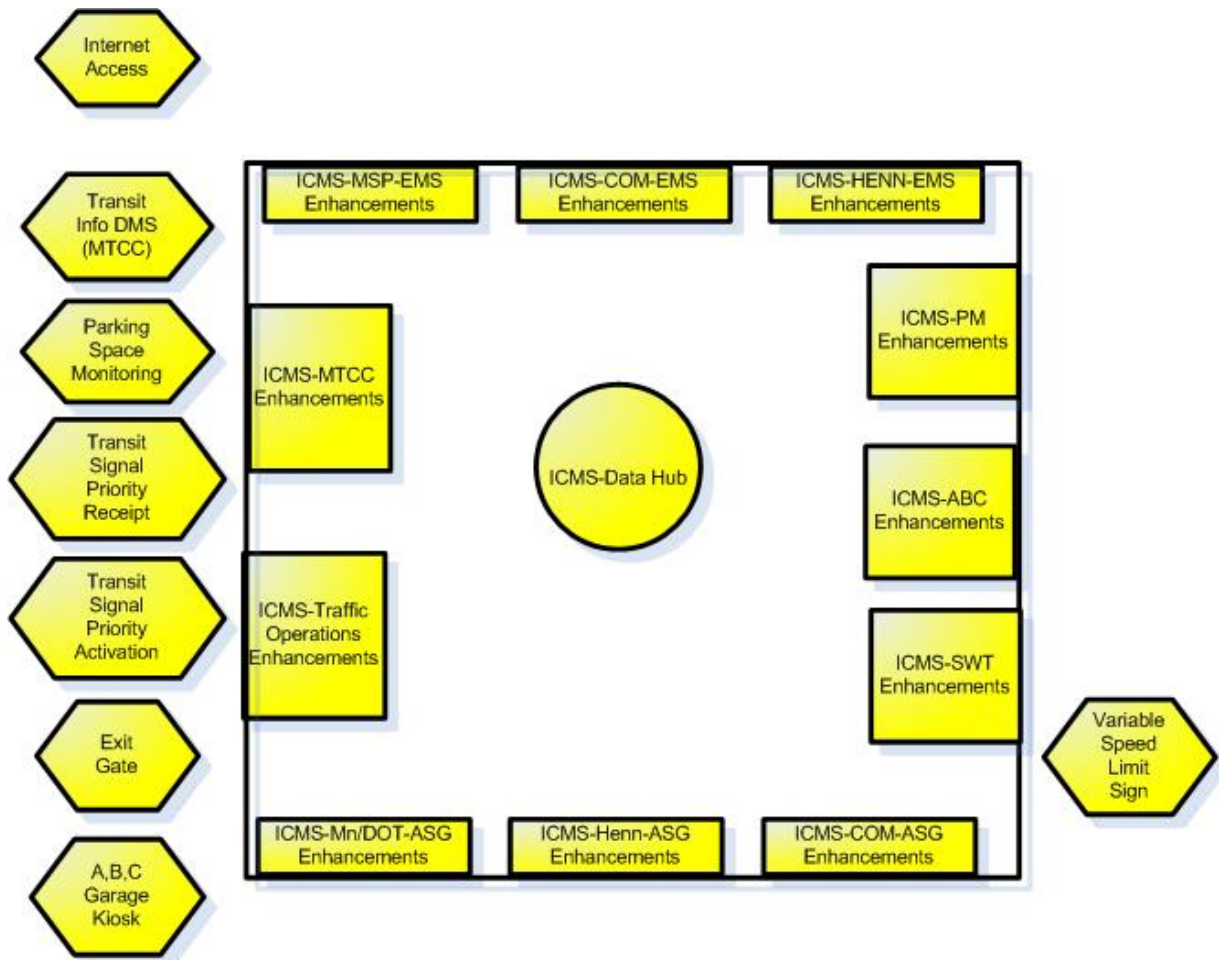 Internet
Access
Transit
Info DMS
(MTCC)
Parking
Space
Monitoring
Transit
Signal
Priority
Receipt
Transit
Signal
Priority
Activation
Exit
Gate
A,B,C
Garage
Kiosk
ICMS-MSP-EMS
Enhancements
ICMS-COM-EMS
Enhancements
ICMS-HENN-EMS
Enhancements
ICMS-MTCC
Enhancements
ICMS-Traffic
Operations
Enhancements
ICMS-Data Hub
ICMS-PM
Enhancements
ICMS-ABC
Enhancements
ICMS-SWT
Enhancements
ICMS-Mn/DOT-ASG
Enhancements
ICMS-Henn-ASG
Enhancements
ICMS-COM-ASG
Enhancements
Variable
Speed
Limit
Sign